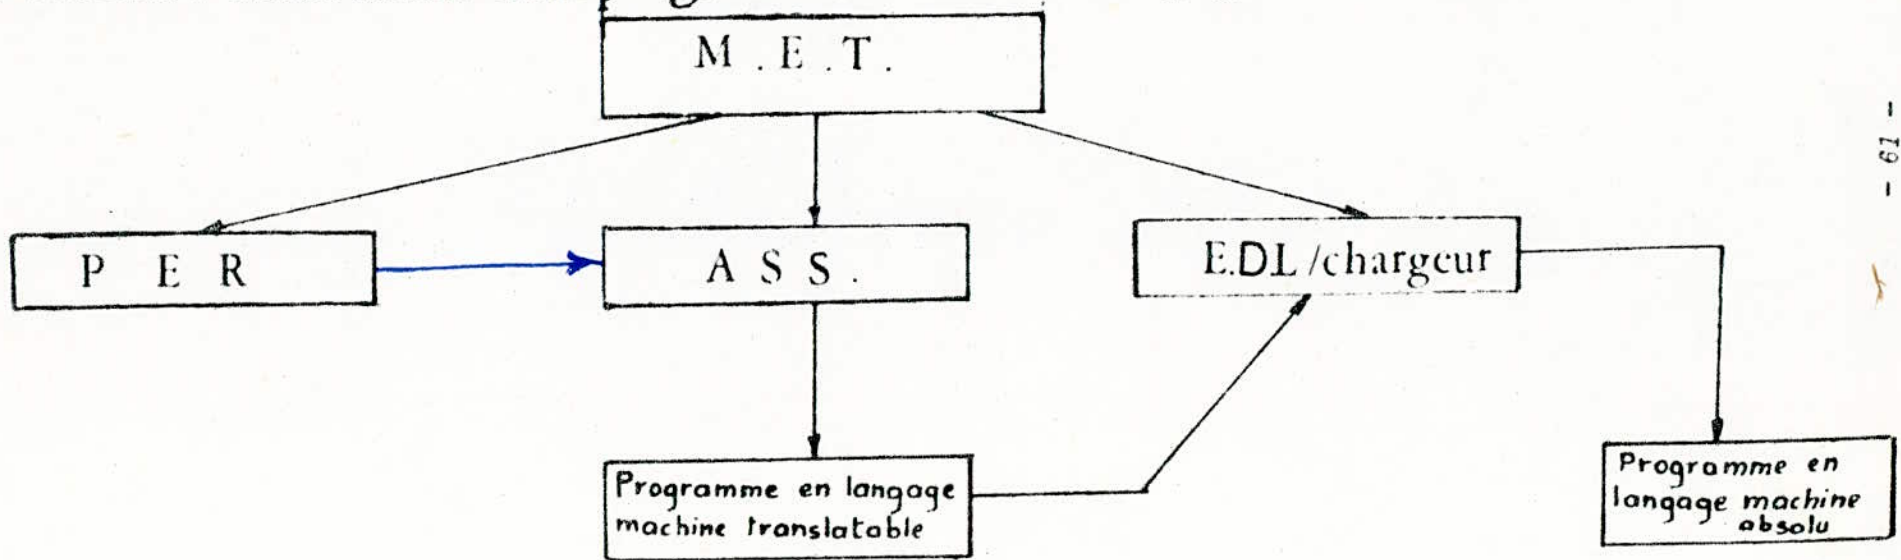 M.E.T.
- 61 -
P E R
A S S.
E.DL/chargeur
Programme en langage
machine translatable
Programme en
langage machine
absolu